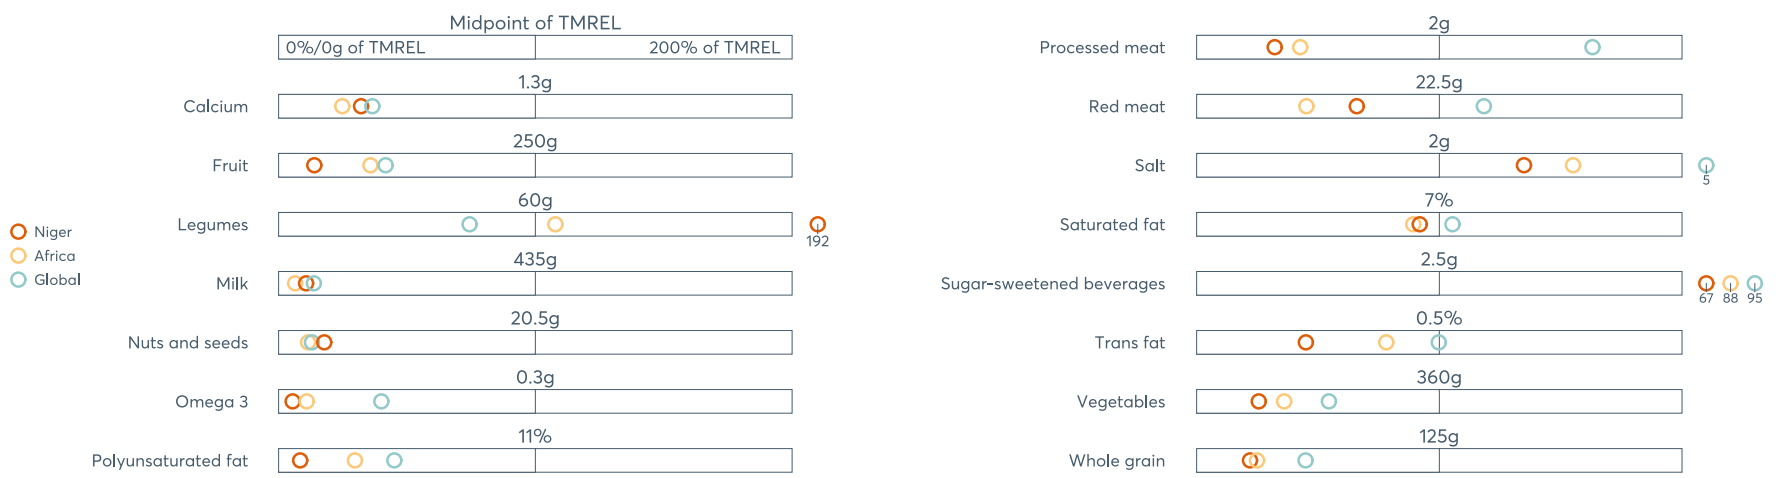 Midpoint of TMREL
0%/0g of TMREL 200% of TMREL
1.3g
Calcium
250g
Fruit
60g
Legumes
192
435g
Milk
20.5g
Nuts and seeds
0.3g
Omega 3
11%
Polyunsaturated fat
Niger
Africa
Global
2g
Processed meat
22.5g
Red meat
2g
Salt
5
7%
Saturated fat
2.5g
Sugar-sweetened beverages
67 88 95
0.5%
Trans fat
360g
Vegetables
125g
Whole grain